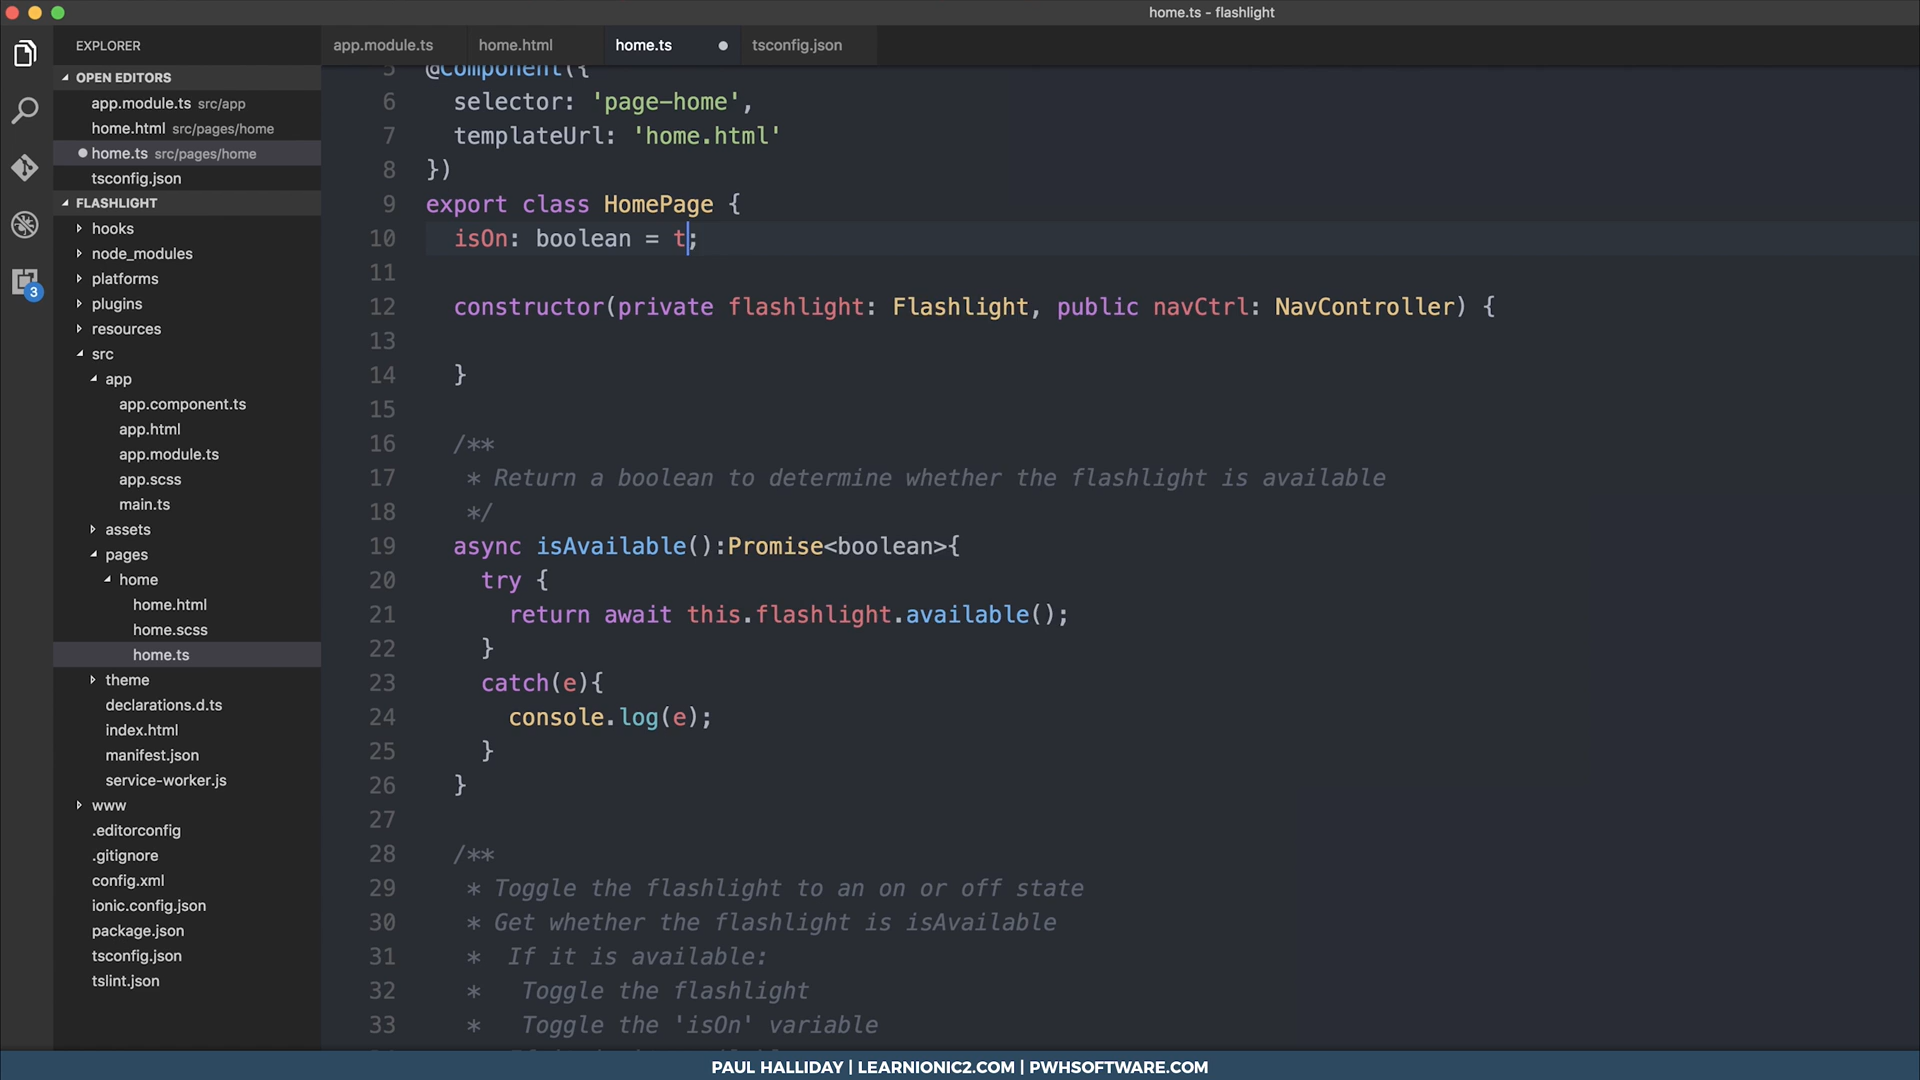 home.ts - flashlight
EXPLORER
app.module.ts
home.html
home.ts
tsconfig.json
OPEN EDITORS
app.module.ts src/app
home.html src/pages/home
home.ts src/pages/home
tsconfig.json
FLASHLIGHT
hooks
node_modules
platforms
plugins
resources
src
app
app.component.ts
app.html
app.module.ts
app.scss
main.ts
assets
pages
home
home.html
home.scss
home.ts
theme
declarations.d.ts
index.html
manifest.json
service-worker.js
www
.editorconfig
.gitignore
config.xml
ionic.config.json
package.json
tsconfig.json
tslint.json
3
5 @Component({
6 selector: 'page-home',
7 templateUrl: 'home.html'
8 })
9 export class HomePage {
10 isOn: boolean = t;
11
12 constructor(private flashlight: Flashlight, public navCtrl: NavController) {
13
14 }
15
16 /**
17 * Return a boolean to determine whether the flashlight is available
18 */
19 async isAvailable():Promise<boolean>{
20 try {
21 return await this.flashlight.available();
22 }
23 catch(e){
24 console.log(e);
25 }
26 }
27
28 /**
29 * Toggle the flashlight to an on or off state
30 * Get whether the flashlight is isAvailable
31 * If it is available:
32 * Toggle the flashlight
33 * Toggle the 'isOn' variable
PAUL HALLIDAY | LEARNIONIC2.COM | PWHSOFTWARE.COM